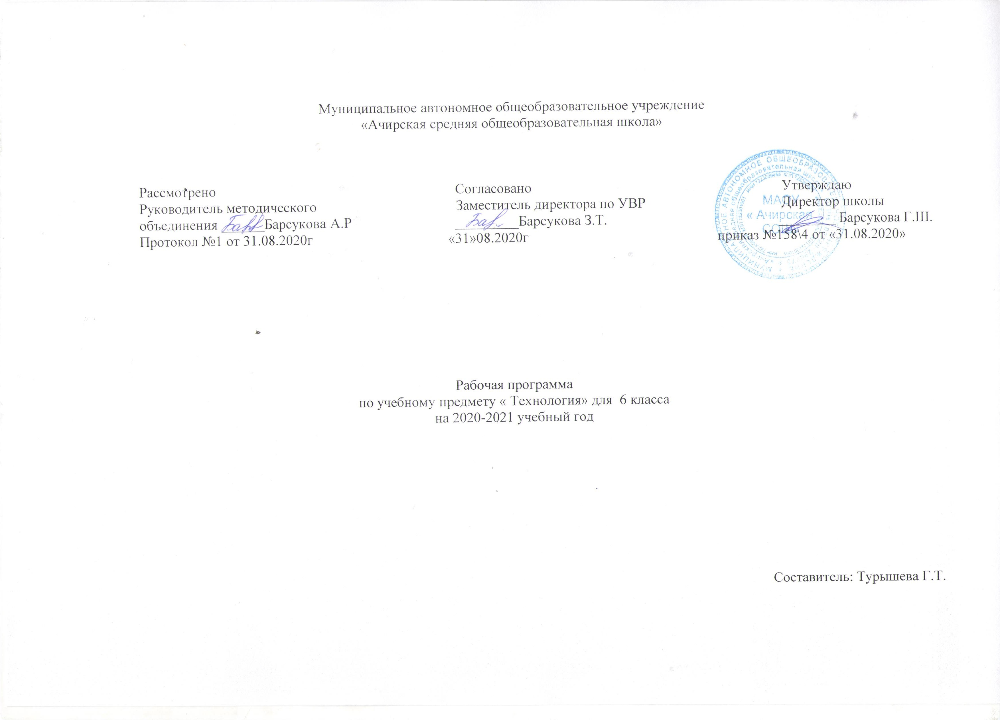 Муниципальное автономное общеобразовательное учреждение
«Ачирская средняя общеобразовательная школа»
Рассмотрено
Руководитель методического
объединения ______Барсукова А.Р
Протокол №1 от 31.08.2020г
Согласовано
Заместитель директора по УВР
_________Барсукова З.Т.
«31»08.2020г
Утверждаю
Директор школы
________Барсукова Г.Ш.
приказ №158\4 от «31.08.2020»
МАОУ
« Ачирская
СОШ»
Рабочая программа
по учебному предмету « Технология» для  6 класса
на 2020-2021 учебный год
Составитель: Турышева Г.Т.